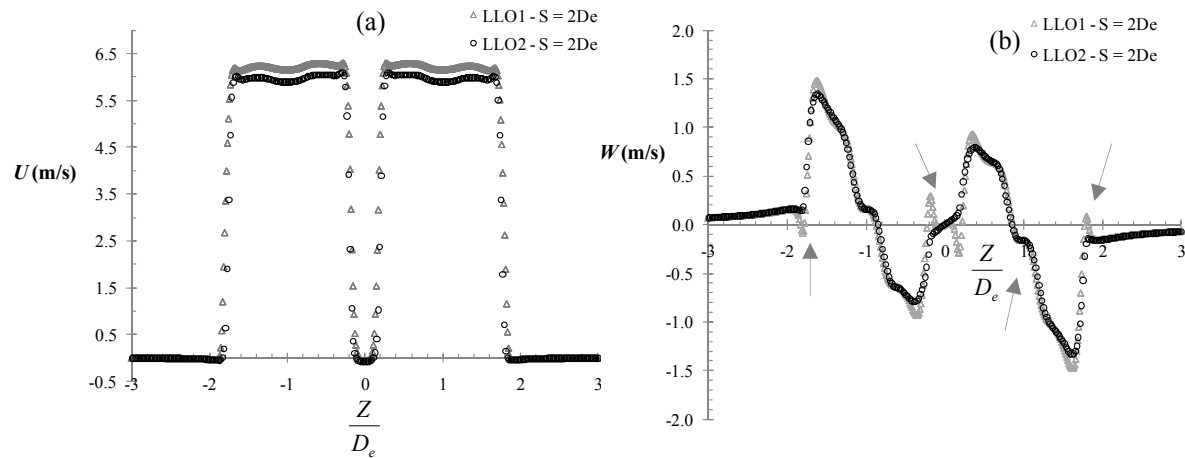 (a)
△ LLO1 - S = 2De
○ LLO2 - S = 2De
6.5
5.5
4.5
U (m/s)
3.5
2.5
1.5
0.5
-0.5
-3 -2 -1 0 1 2 3
Z
D_e
△ LLO1 - S = 2De
○ LLO2 - S = 2De
(b)
2.0
1.5
1.0
W (m/s)
0.5
0.0
-3 -2 -1 0 1 2 3
Z
D_e
-0.5
-1.0
-1.5
-2.0